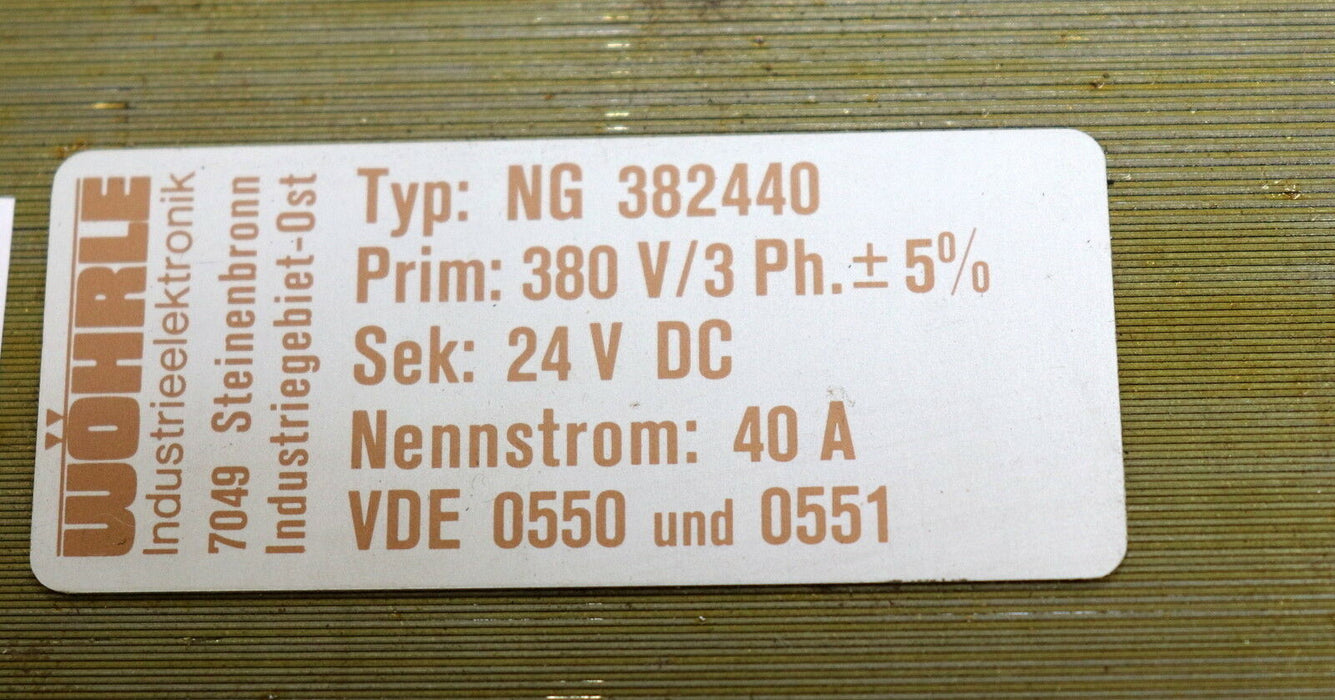 WÖHRLE
Industrieelektronik
7049 Steinenbronn
Industriegebiet-Ost
Typ: NG 382440
Prim: 380 V/3 Ph. ± 5%
Sek: 24 V DC
Nennstrom: 40 A
VDE 0550 und 0551